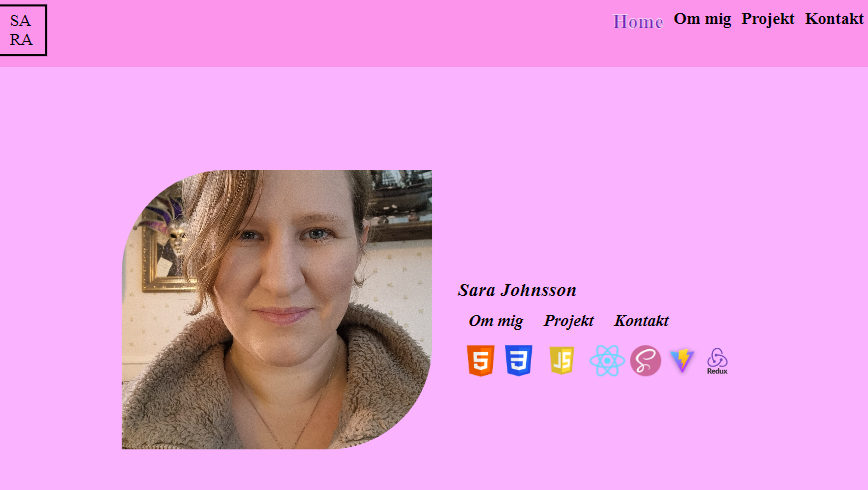 SA
RA
Home Om mig Projekt Kontakt
Sara Johnsson
Om mig Projekt Kontakt
5 3 JS Redux